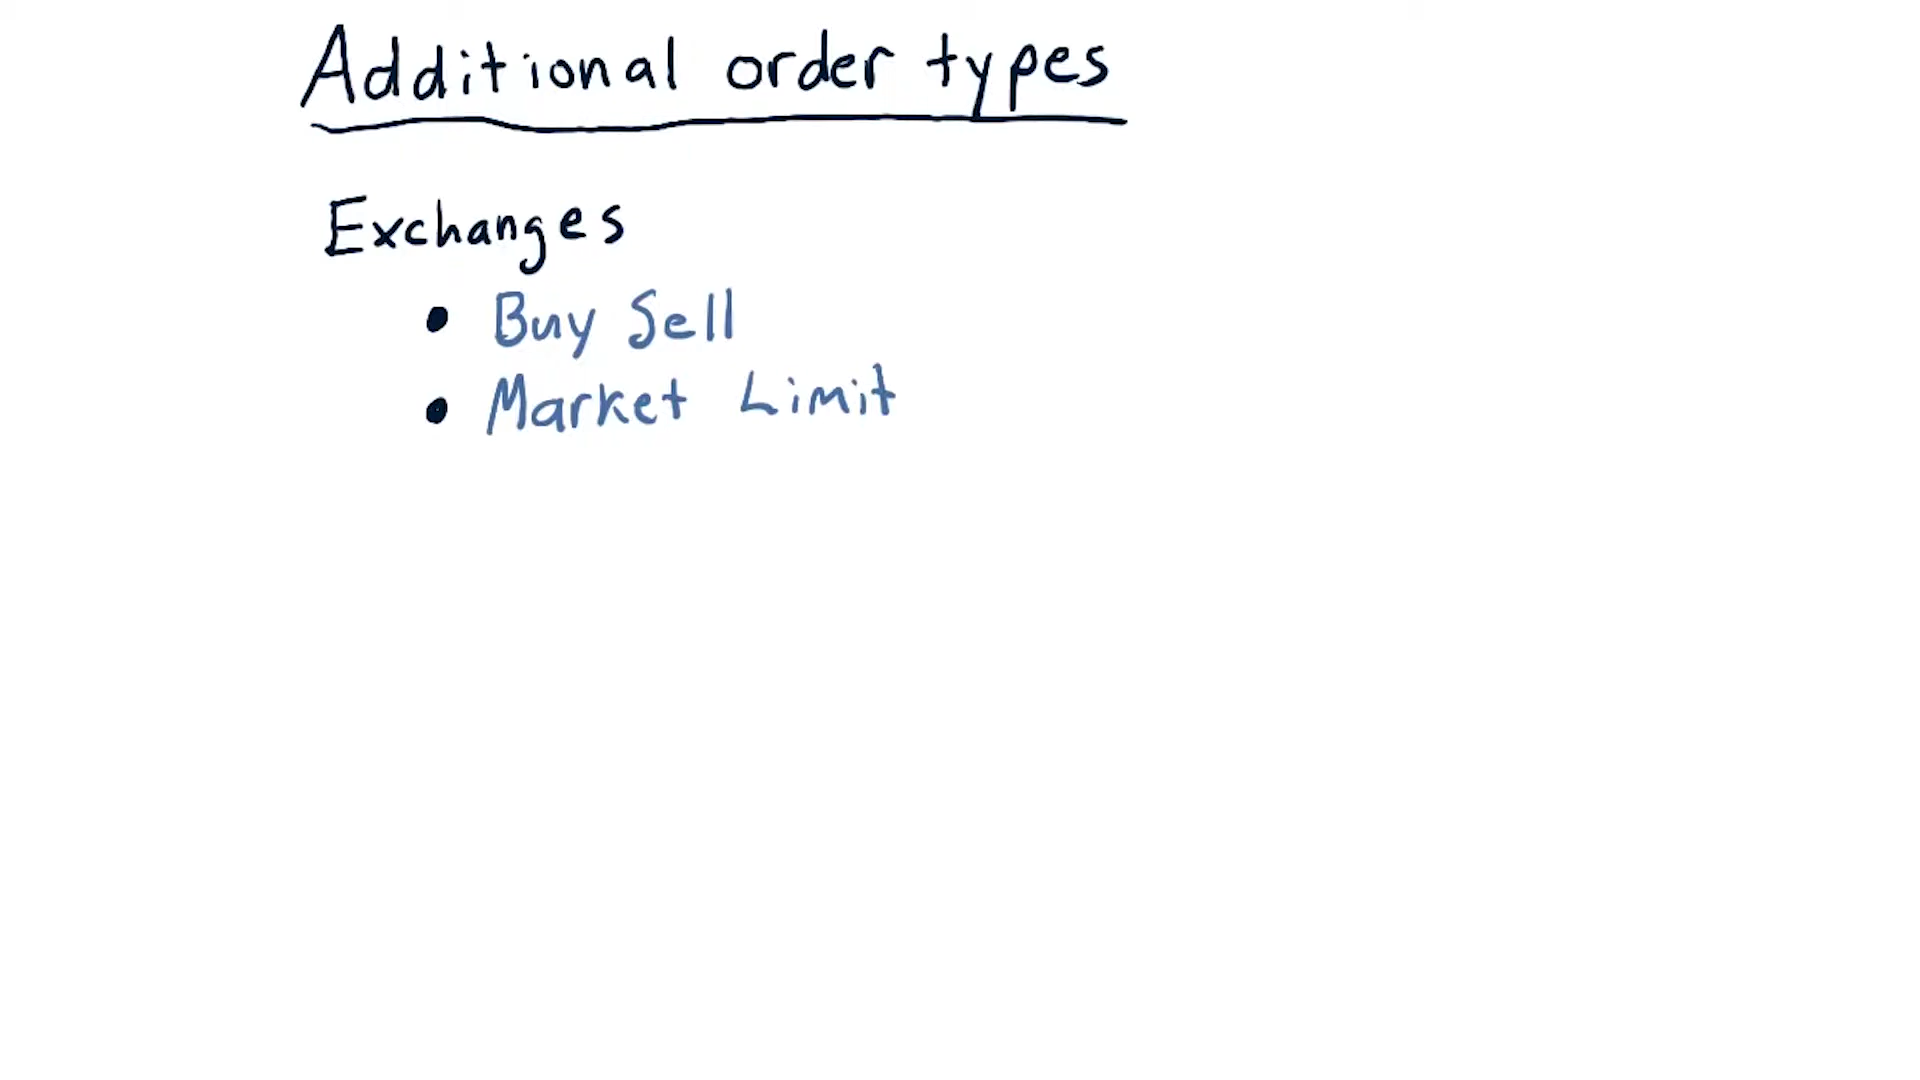 Additional order types
Exchanges
• Buy Sell
• Market Limit